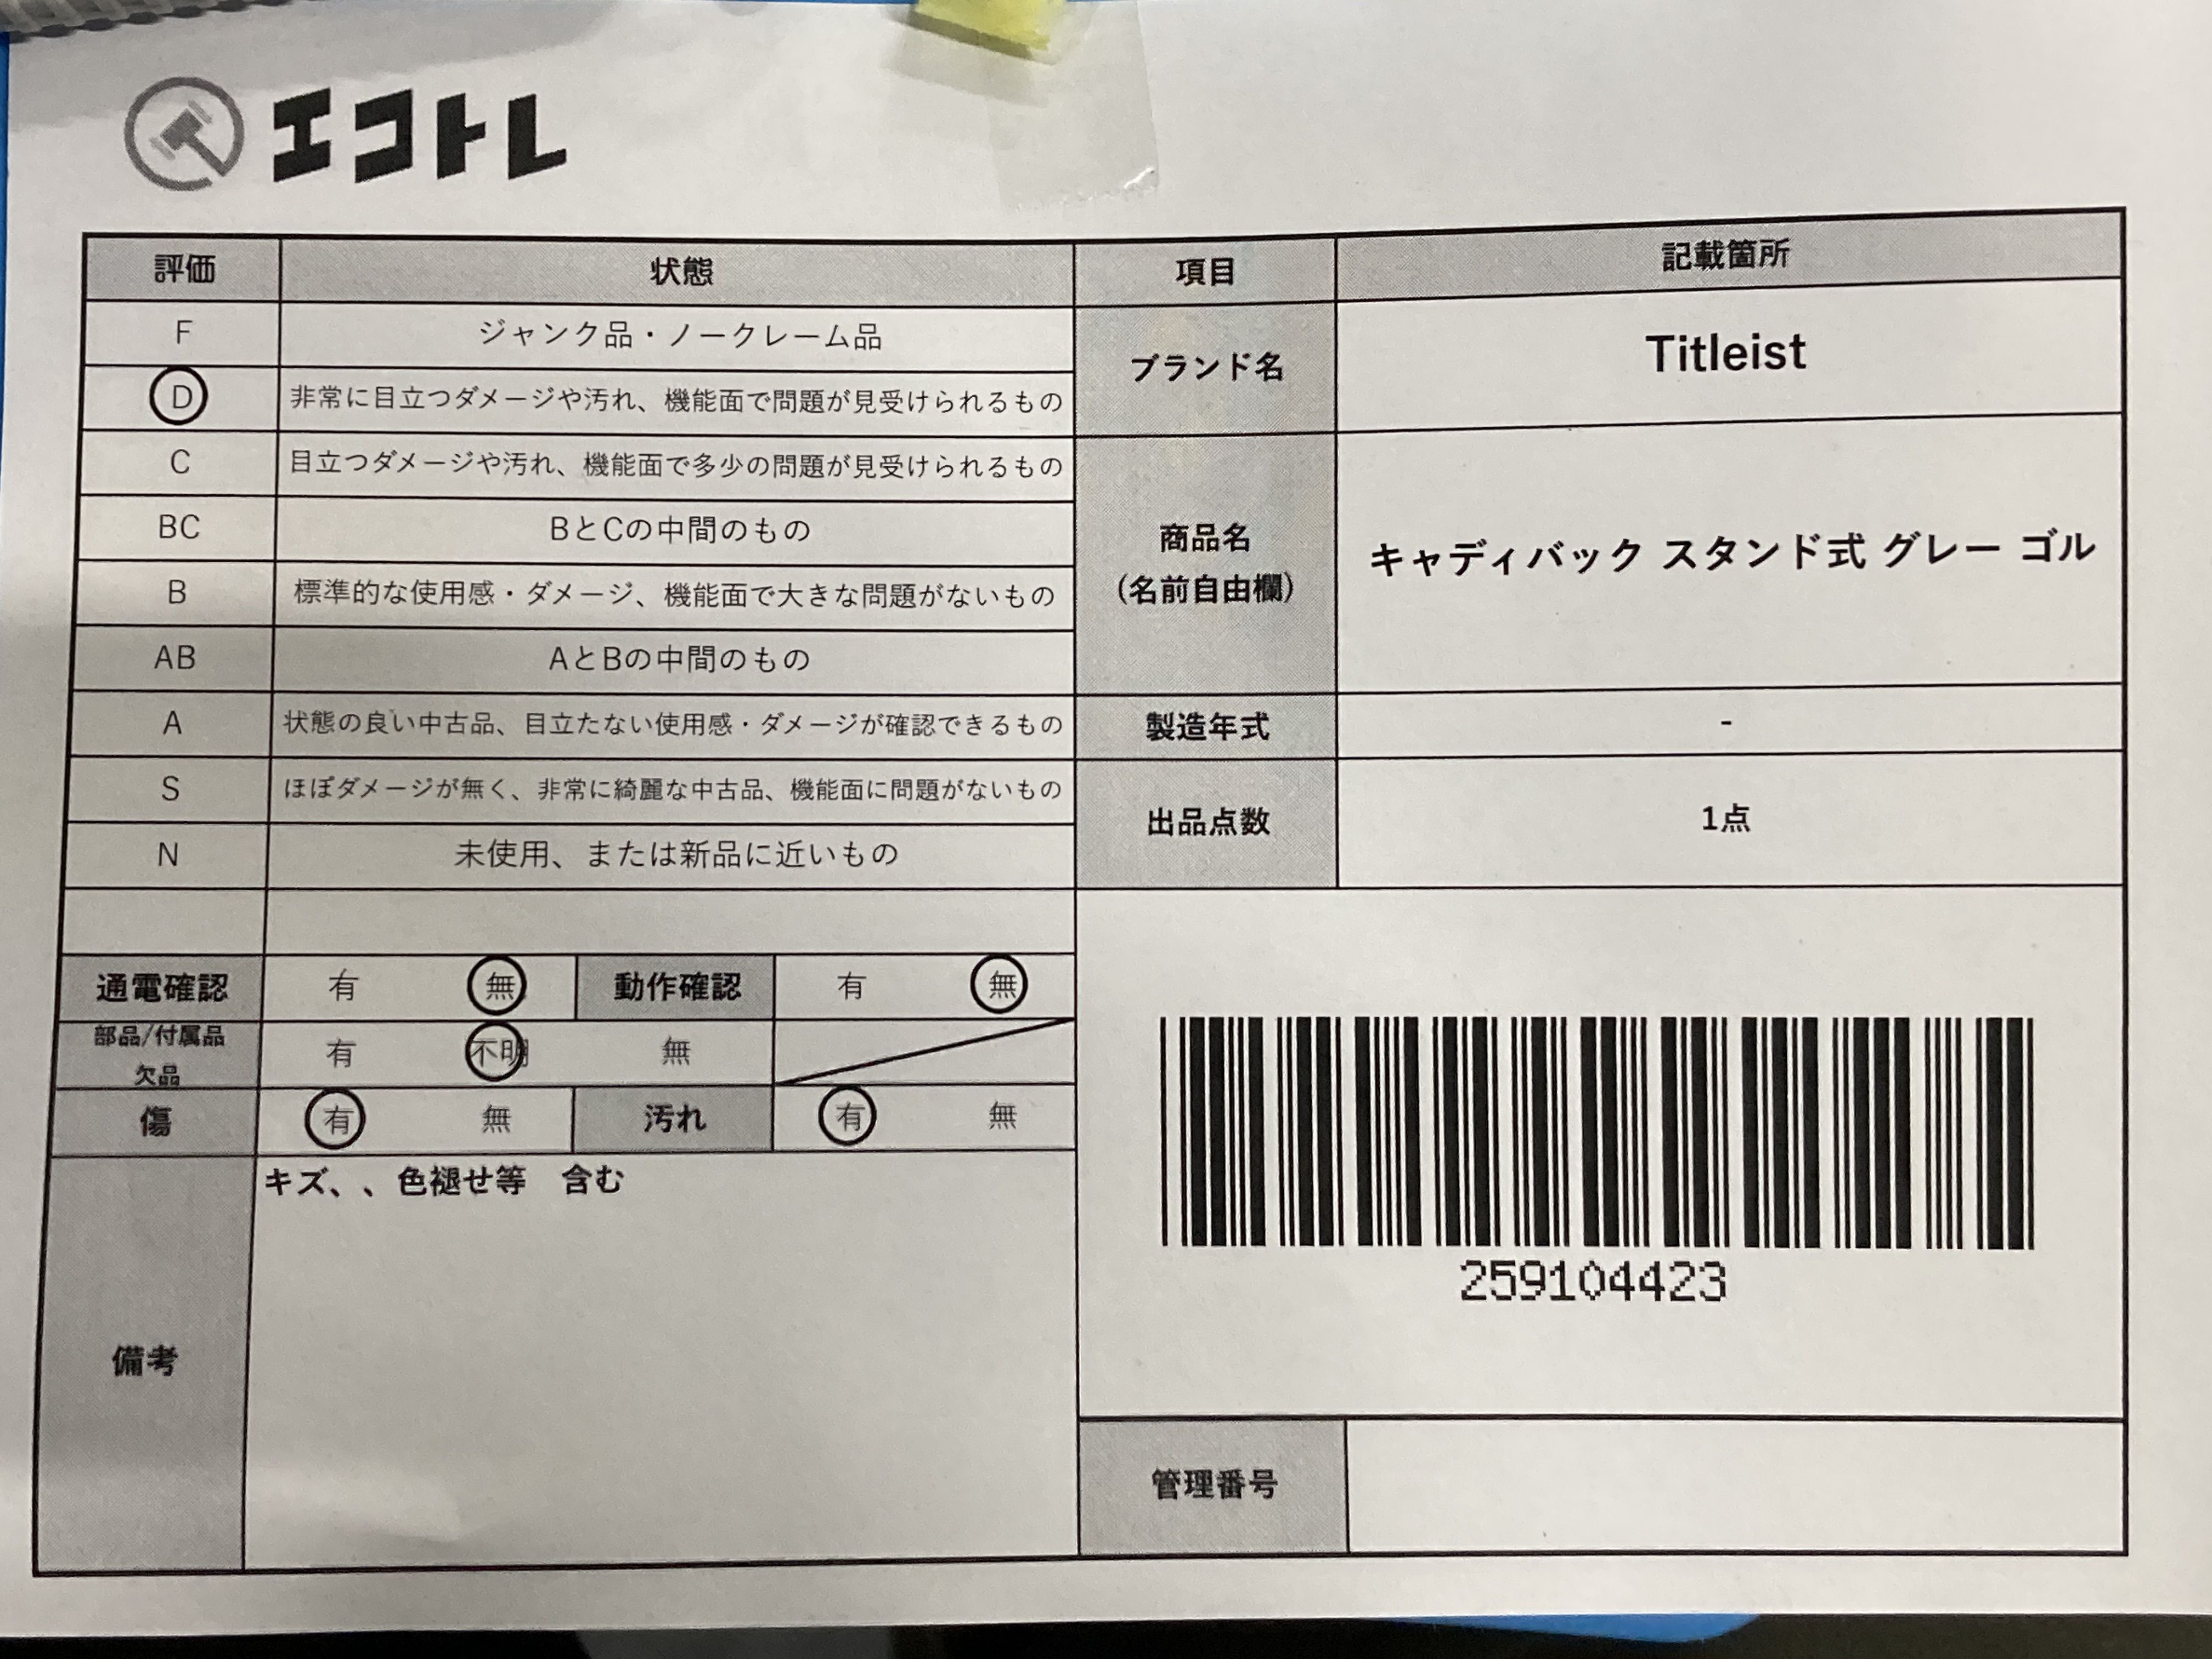 エコトレ
評価 状態 項目 記載箇所
F ジャンク品・ノークレーム品
D 非常に目立つダメージや汚れ、機能面で問題が見受けられるもの
ブランド名 Titleist
C 目立つダメージや汚れ、機能面で多少の問題が見受けられるもの
BC BとCの中間のもの
B 標準的な使用感・ダメージ、機能面で大きな問題がないもの
AB AとBの中間のもの
商品名
(名前自由欄)
キャディバック スタンド式 グレー ゴル
A 状態の良い中古品、目立たない使用感・ダメージが確認できるもの
製造年式 -
S ほぼダメージが無く、非常に綺麗な中古品、機能面に問題がないもの
N 未使用、または新品に近いもの
出品点数 1点
通電確認 有 無 動作確認 有 無
部品/付属品
欠品
有 不明 無
傷 有 無 汚れ 有 無
備考
キズ、、色褪せ等 含む
259104423
管理番号